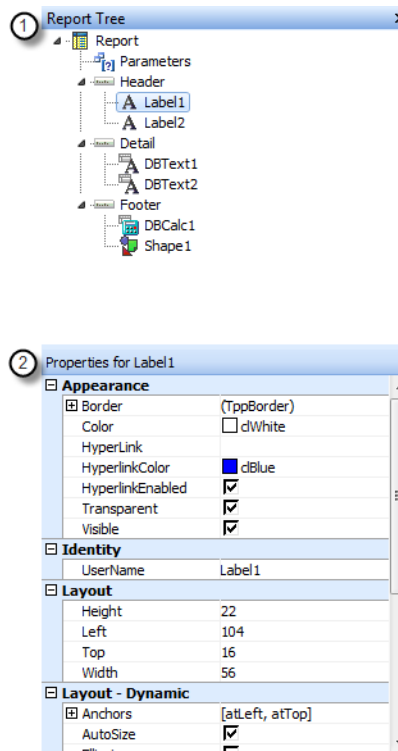 1
Report Tree
Report
Parameters
Header
Label1
Label2
Detail
DBText1
DBText2
Footer
DBCalc1
Shape1
2
Properties for Label1
Appearance
Border (TppBorder)
Color clWhite
HyperLink
HyperlinkColor clBlue
HyperlinkEnabled
Transparent
Visible
Identity
UserName Label1
Layout
Height 22
Left 104
Top 16
Width 56
Layout - Dynamic
Anchors [atLeft, atTop]
AutoSize